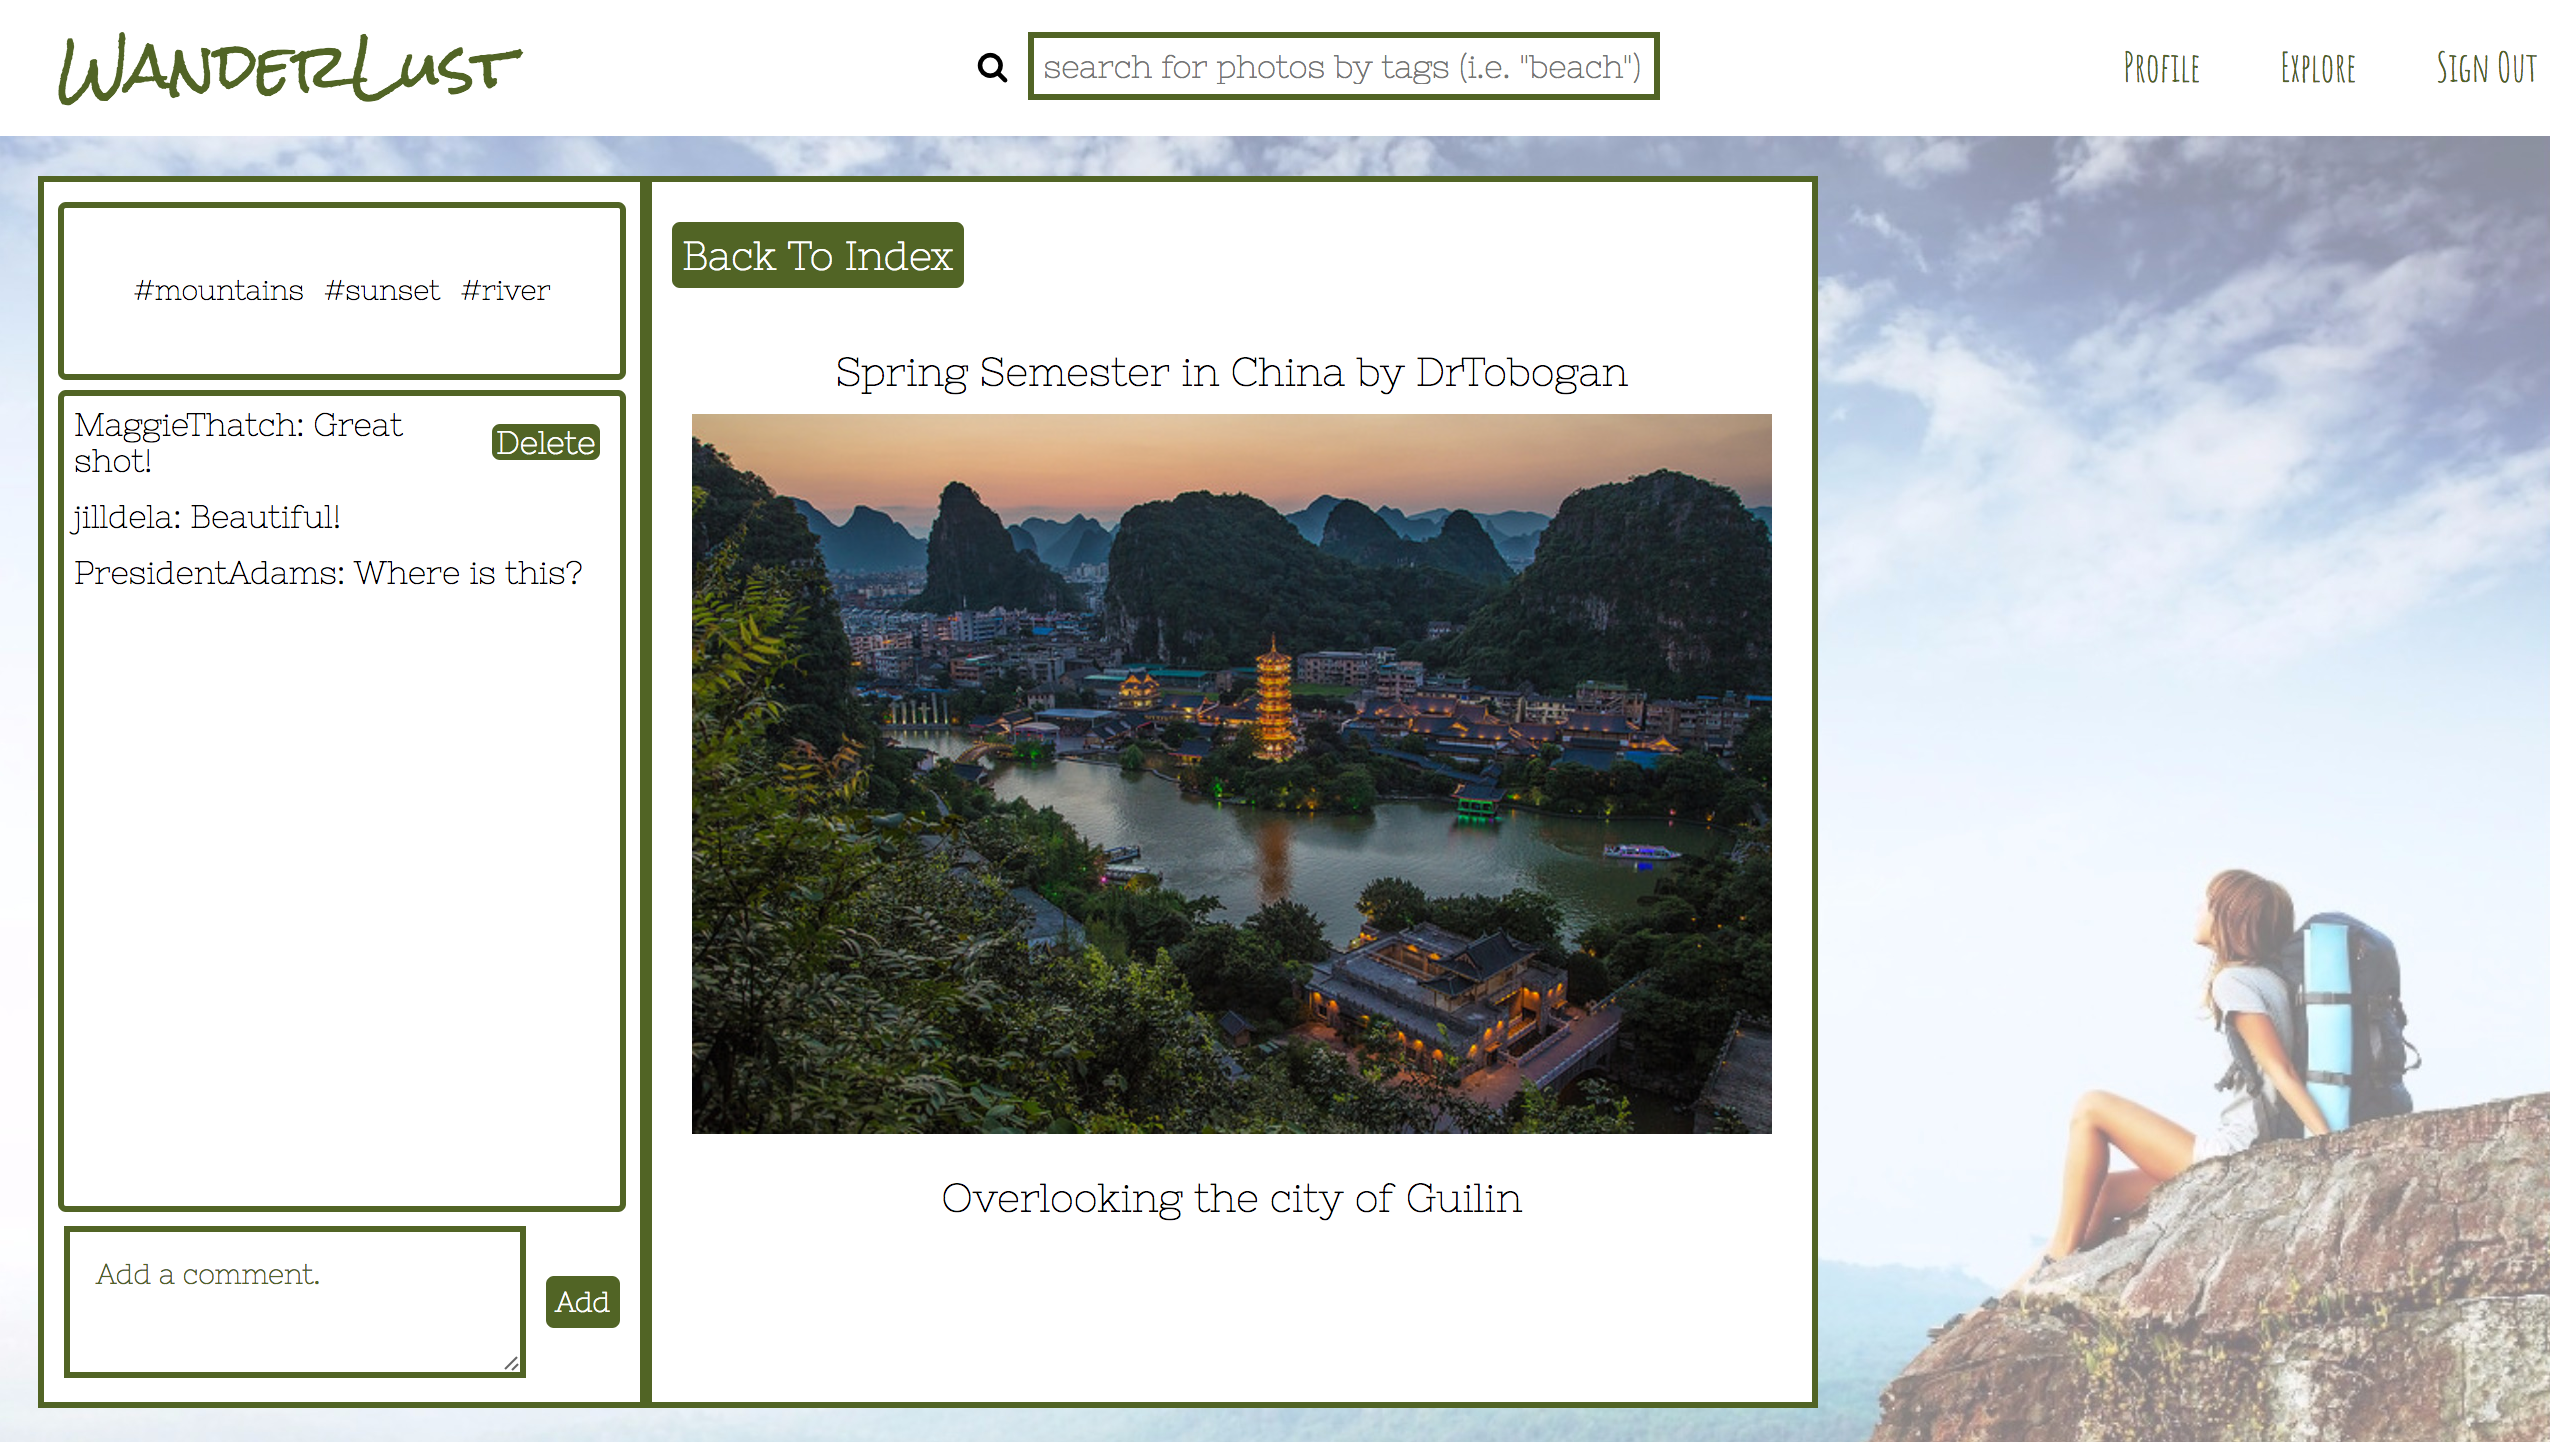 WanderLust
search for photos by tags (i.e. "beach")
Profile
Explore
Sign Out
#mountains #sunset #river
MaggieThatch: Great
shot!
Delete
jilldela: Beautiful!
PresidentAdams: Where is this?
Add a comment.
Add
Back To Index
Spring Semester in China by DrTobogan
Overlooking the city of Guilin